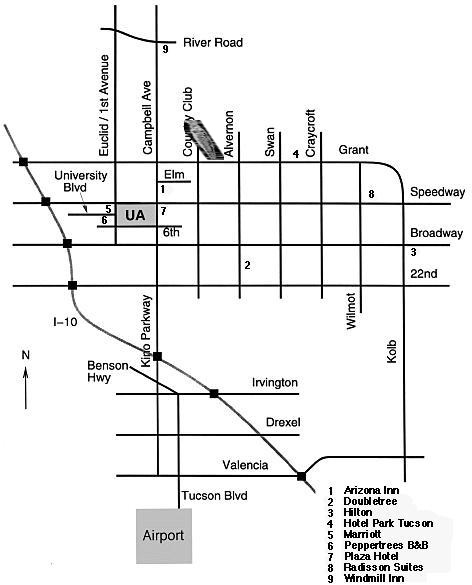 River Road
9
Euclid / 1st Avenue
Campbell Ave
Country Club
Alvernon
Swan
Craycroft
4
Grant
University
Blvd
Elm
1
8
Speedway
5
UA
7
6
6th
Broadway
3
2
22nd
I-10
Kino Parkway
Wilmot
Kolb
N
Benson
Hwy
Irvington
Drexel
Valencia
Tucson Blvd
Airport
1 Arizona Inn
2 Doubletree
3 Hilton
4 Hotel Park Tucson
5 Marriott
6 Peppertrees B&B
7 Plaza Hotel
8 Radisson Suites
9 Windmill Inn